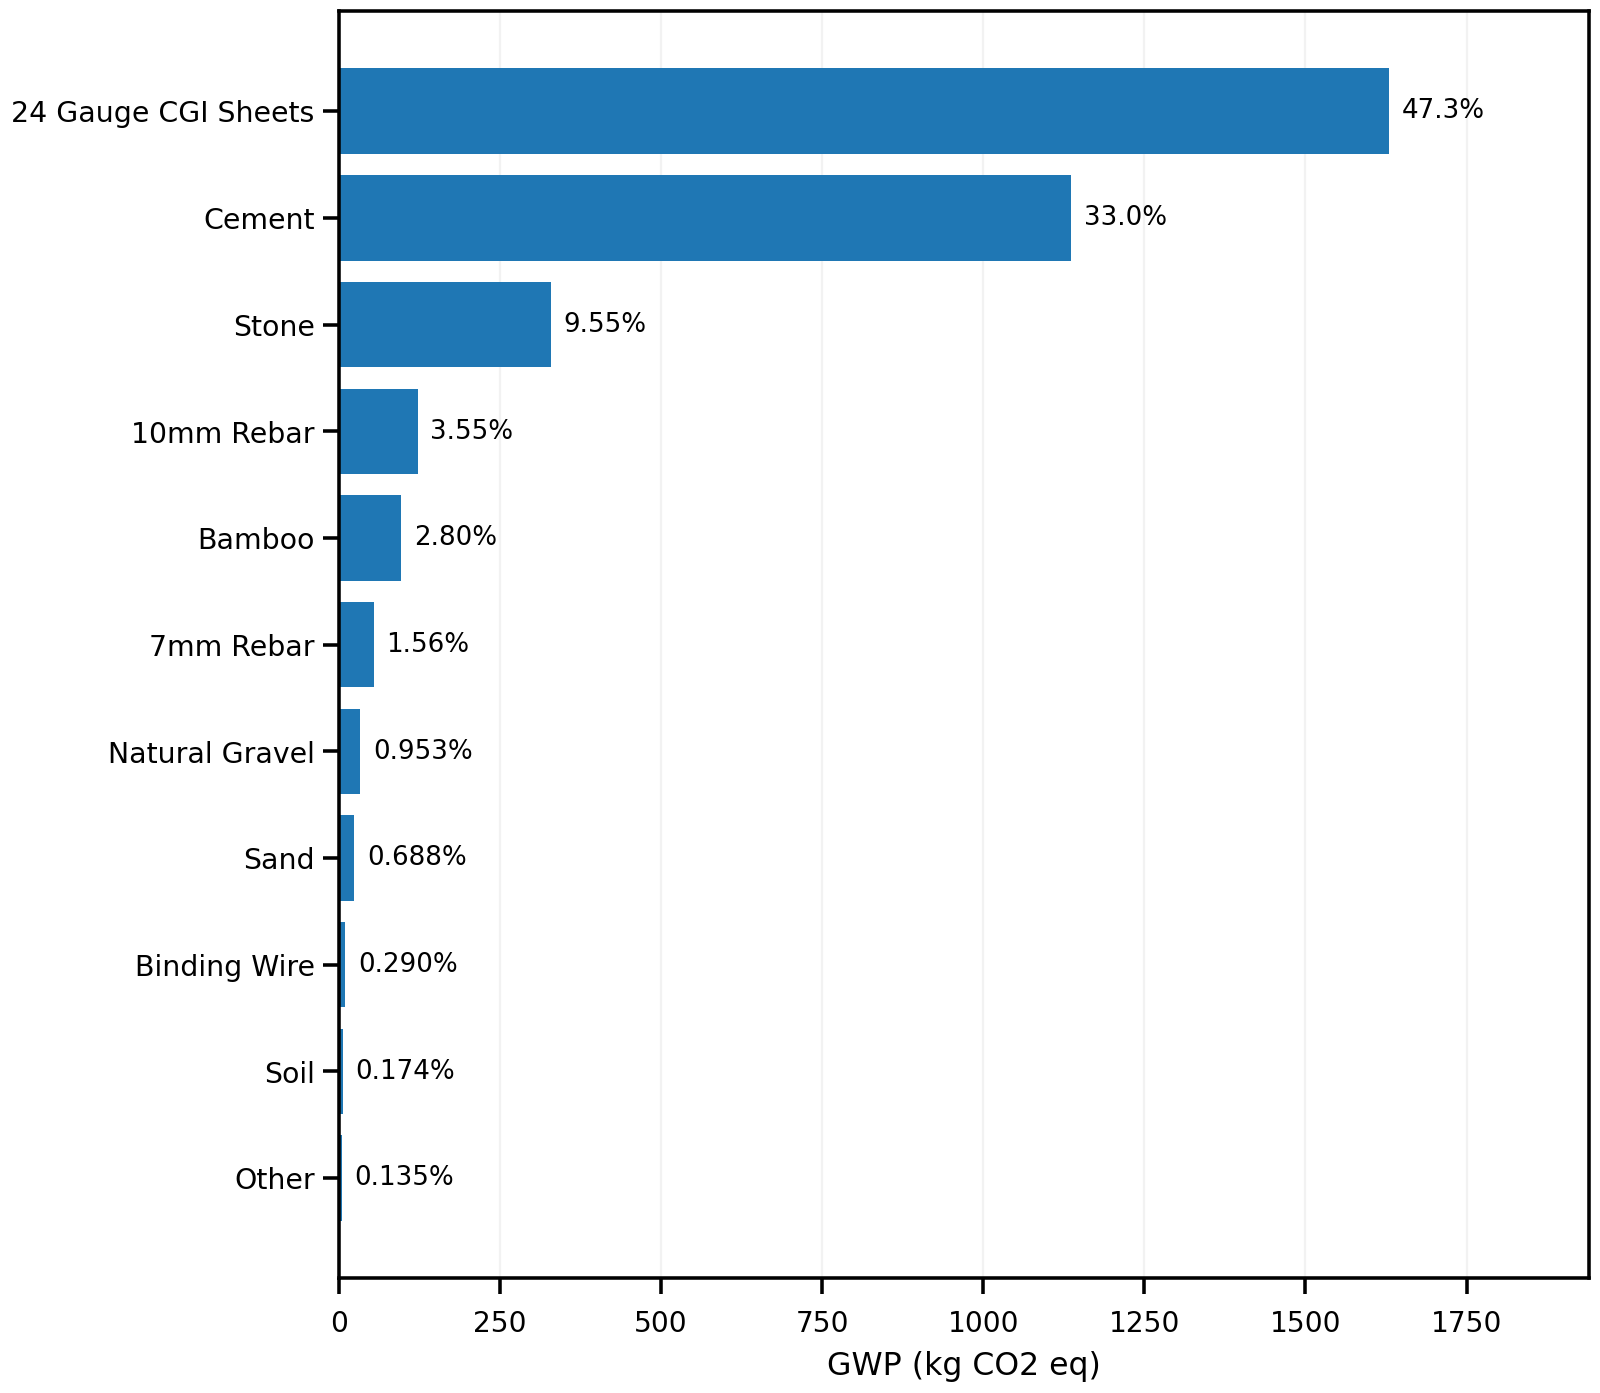 24 Gauge CGI Sheets 47.3%
Cement 33.0%
Stone 9.55%
10mm Rebar 3.55%
Bamboo 2.80%
7mm Rebar 1.56%
Natural Gravel 0.953%
Sand 0.688%
Binding Wire 0.290%
Soil 0.174%
Other 0.135%
0 250 500 750 1000 1250 1500 1750
GWP (kg CO2 eq)